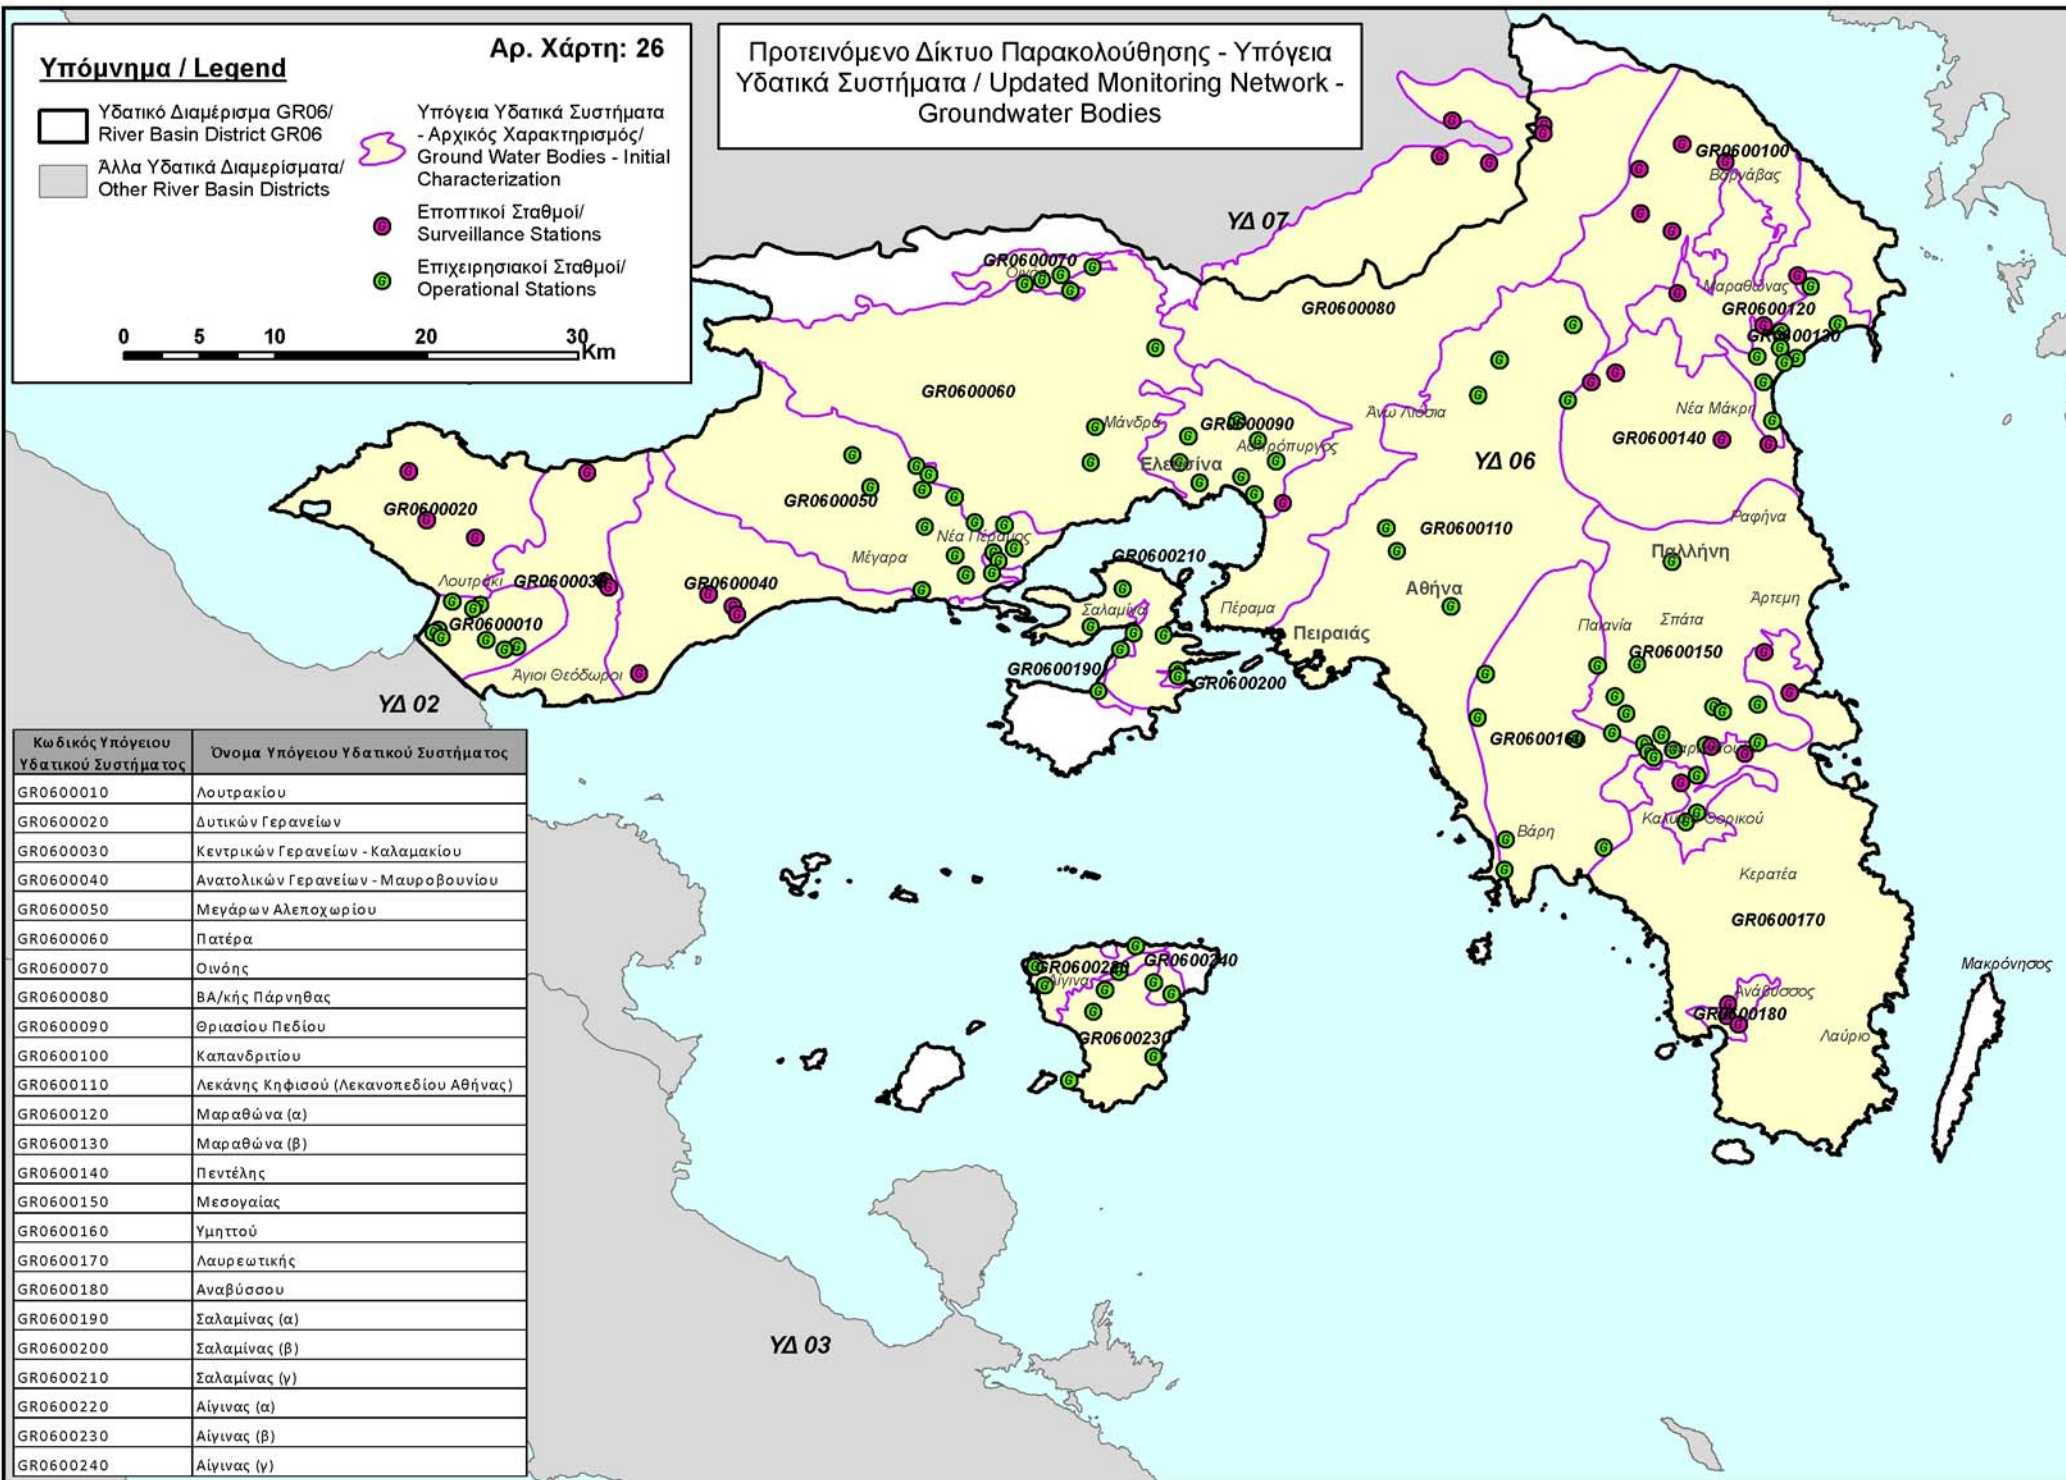 Αρ. Χάρτη: 26
Υπόμνημα / Legend
Υδατικό Διαμέρισμα GR06/
River Basin District GR06
Άλλα Υδατικά Διαμερίσματα/
Other River Basin Districts
Υπόγεια Υδατικά Συστήματα
- Αρχικός Χαρακτηρισμός/
Ground Water Bodies - Initial
Characterization
Εποπτικοί Σταθμοί/
Surveillance Stations
Επιχειρησιακοί Σταθμοί/
Operational Stations
0 5 10 20 30 Km
Προτεινόμενο Δίκτυο Παρακολούθησης - Υπόγεια
Υδατικά Συστήματα / Updated Monitoring Network -
Groundwater Bodies
GR0600100
Βαρνάβας
ΥΔ 07
GR0600070
Οινόη
GR0600080
Μαραθώνας
GR0600120
GR0600130
GR0600060
Μάνδρα
GR0600090
Ασπρόπυργος
Ελευσίνα
Άνω Λιόσια
Νέα Μάκρη
GR0600140
ΥΔ 06
GR0600020
GR0600050
Νέα Πέραμος
Μέγαρα
GR0600110
Ραφήνα
Παλλήνη
GR0600210
Λουτράκι
GR0600030
GR0600040
Αθήνα
Άρτεμη
Σαλαμίνα
Πέραμα
Πειραιάς
Παιανία
Σπάτα
GR0600010
GR0600150
Άγιοι Θεόδωροι
GR0600190
GR0600200
ΥΔ 02
GR0600160
Καλύβια Θορικού
Βάρη
Κερατέα
GR0600170
GR0600220
Αίγινα
GR0600240
GR0600230
Μακρόνησος
Ανάβυσσος
GR0600180
Λαύριο
ΥΔ 03
Κωδικός Υπόγειου
Υδατικού Συστήματος
Όνομα Υπόγειου Υδατικού Συστήματος
GR0600010 Λουτρακίου
GR0600020 Δυτικών Γερανείων
GR0600030 Κεντρικών Γερανείων - Καλαμακίου
GR0600040 Ανατολικών Γερανείων - Μαυροβουνίου
GR0600050 Μεγάρων Αλεποχωρίου
GR0600060 Πατέρα
GR0600070 Οινόης
GR0600080 ΒΑ/κής Πάρνηθας
GR0600090 Θριασίου Πεδίου
GR0600100 Καπανδριτίου
GR0600110 Λεκάνης Κηφισού (Λεκανοπεδίου Αθήνας)
GR0600120 Μαραθώνα (α)
GR0600130 Μαραθώνα (β)
GR0600140 Πεντέλης
GR0600150 Μεσογαίας
GR0600160 Υμηττού
GR0600170 Λαυρεωτικής
GR0600180 Αναβύσσου
GR0600190 Σαλαμίνας (α)
GR0600200 Σαλαμίνας (β)
GR0600210 Σαλαμίνας (γ)
GR0600220 Αίγινας (α)
GR0600230 Αίγινας (β)
GR0600240 Αίγινας (γ)